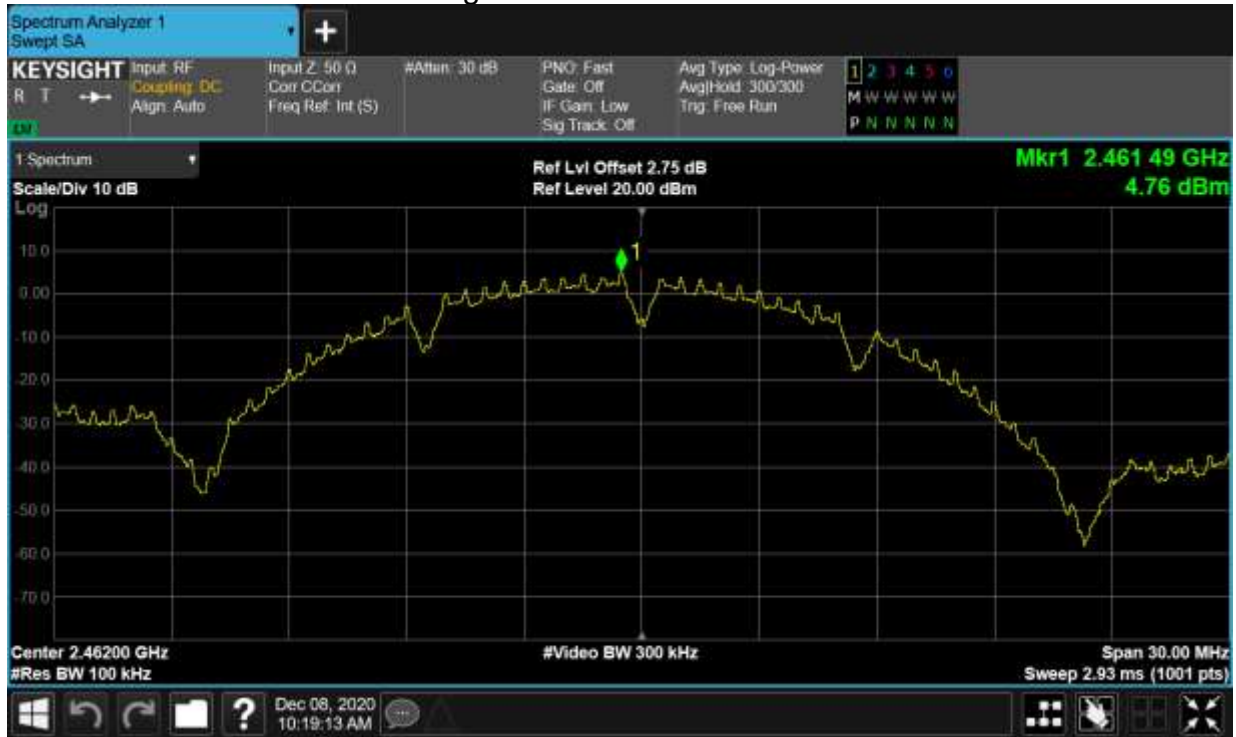 Spectrum Analyzer 1
Swept SA
+
KEYSIGHT
R T
Input: RF
Coupling: DC
Align: Auto
Input Z: 50 Ω
Corr CCorr
Freq Ref: Int (S)
#Atten: 30 dB
PNO: Fast
Gate: Off
IF Gain: Low
Sig Track: Off
Avg Type: Log-Power
Avg|Hold: 300/300
Trig: Free Run
1 2 3 4 5 6
M W W W W W
P N N N N N
1 Spectrum
Scale/Div 10 dB
Log
Ref Lvl Offset 2.75 dB
Ref Level 20.00 dBm
Mkr1 2.461 49 GHz
4.76 dBm
1
10.0
0.00
-10.0
-20.0
-30.0
-40.0
-50.0
-60.0
-70.0
Center 2.46200 GHz
#Res BW 100 kHz
#Video BW 300 kHz
Span 30.00 MHz
Sweep 2.93 ms (1001 pts)
?
Dec 08, 2020
10:19:13 AM